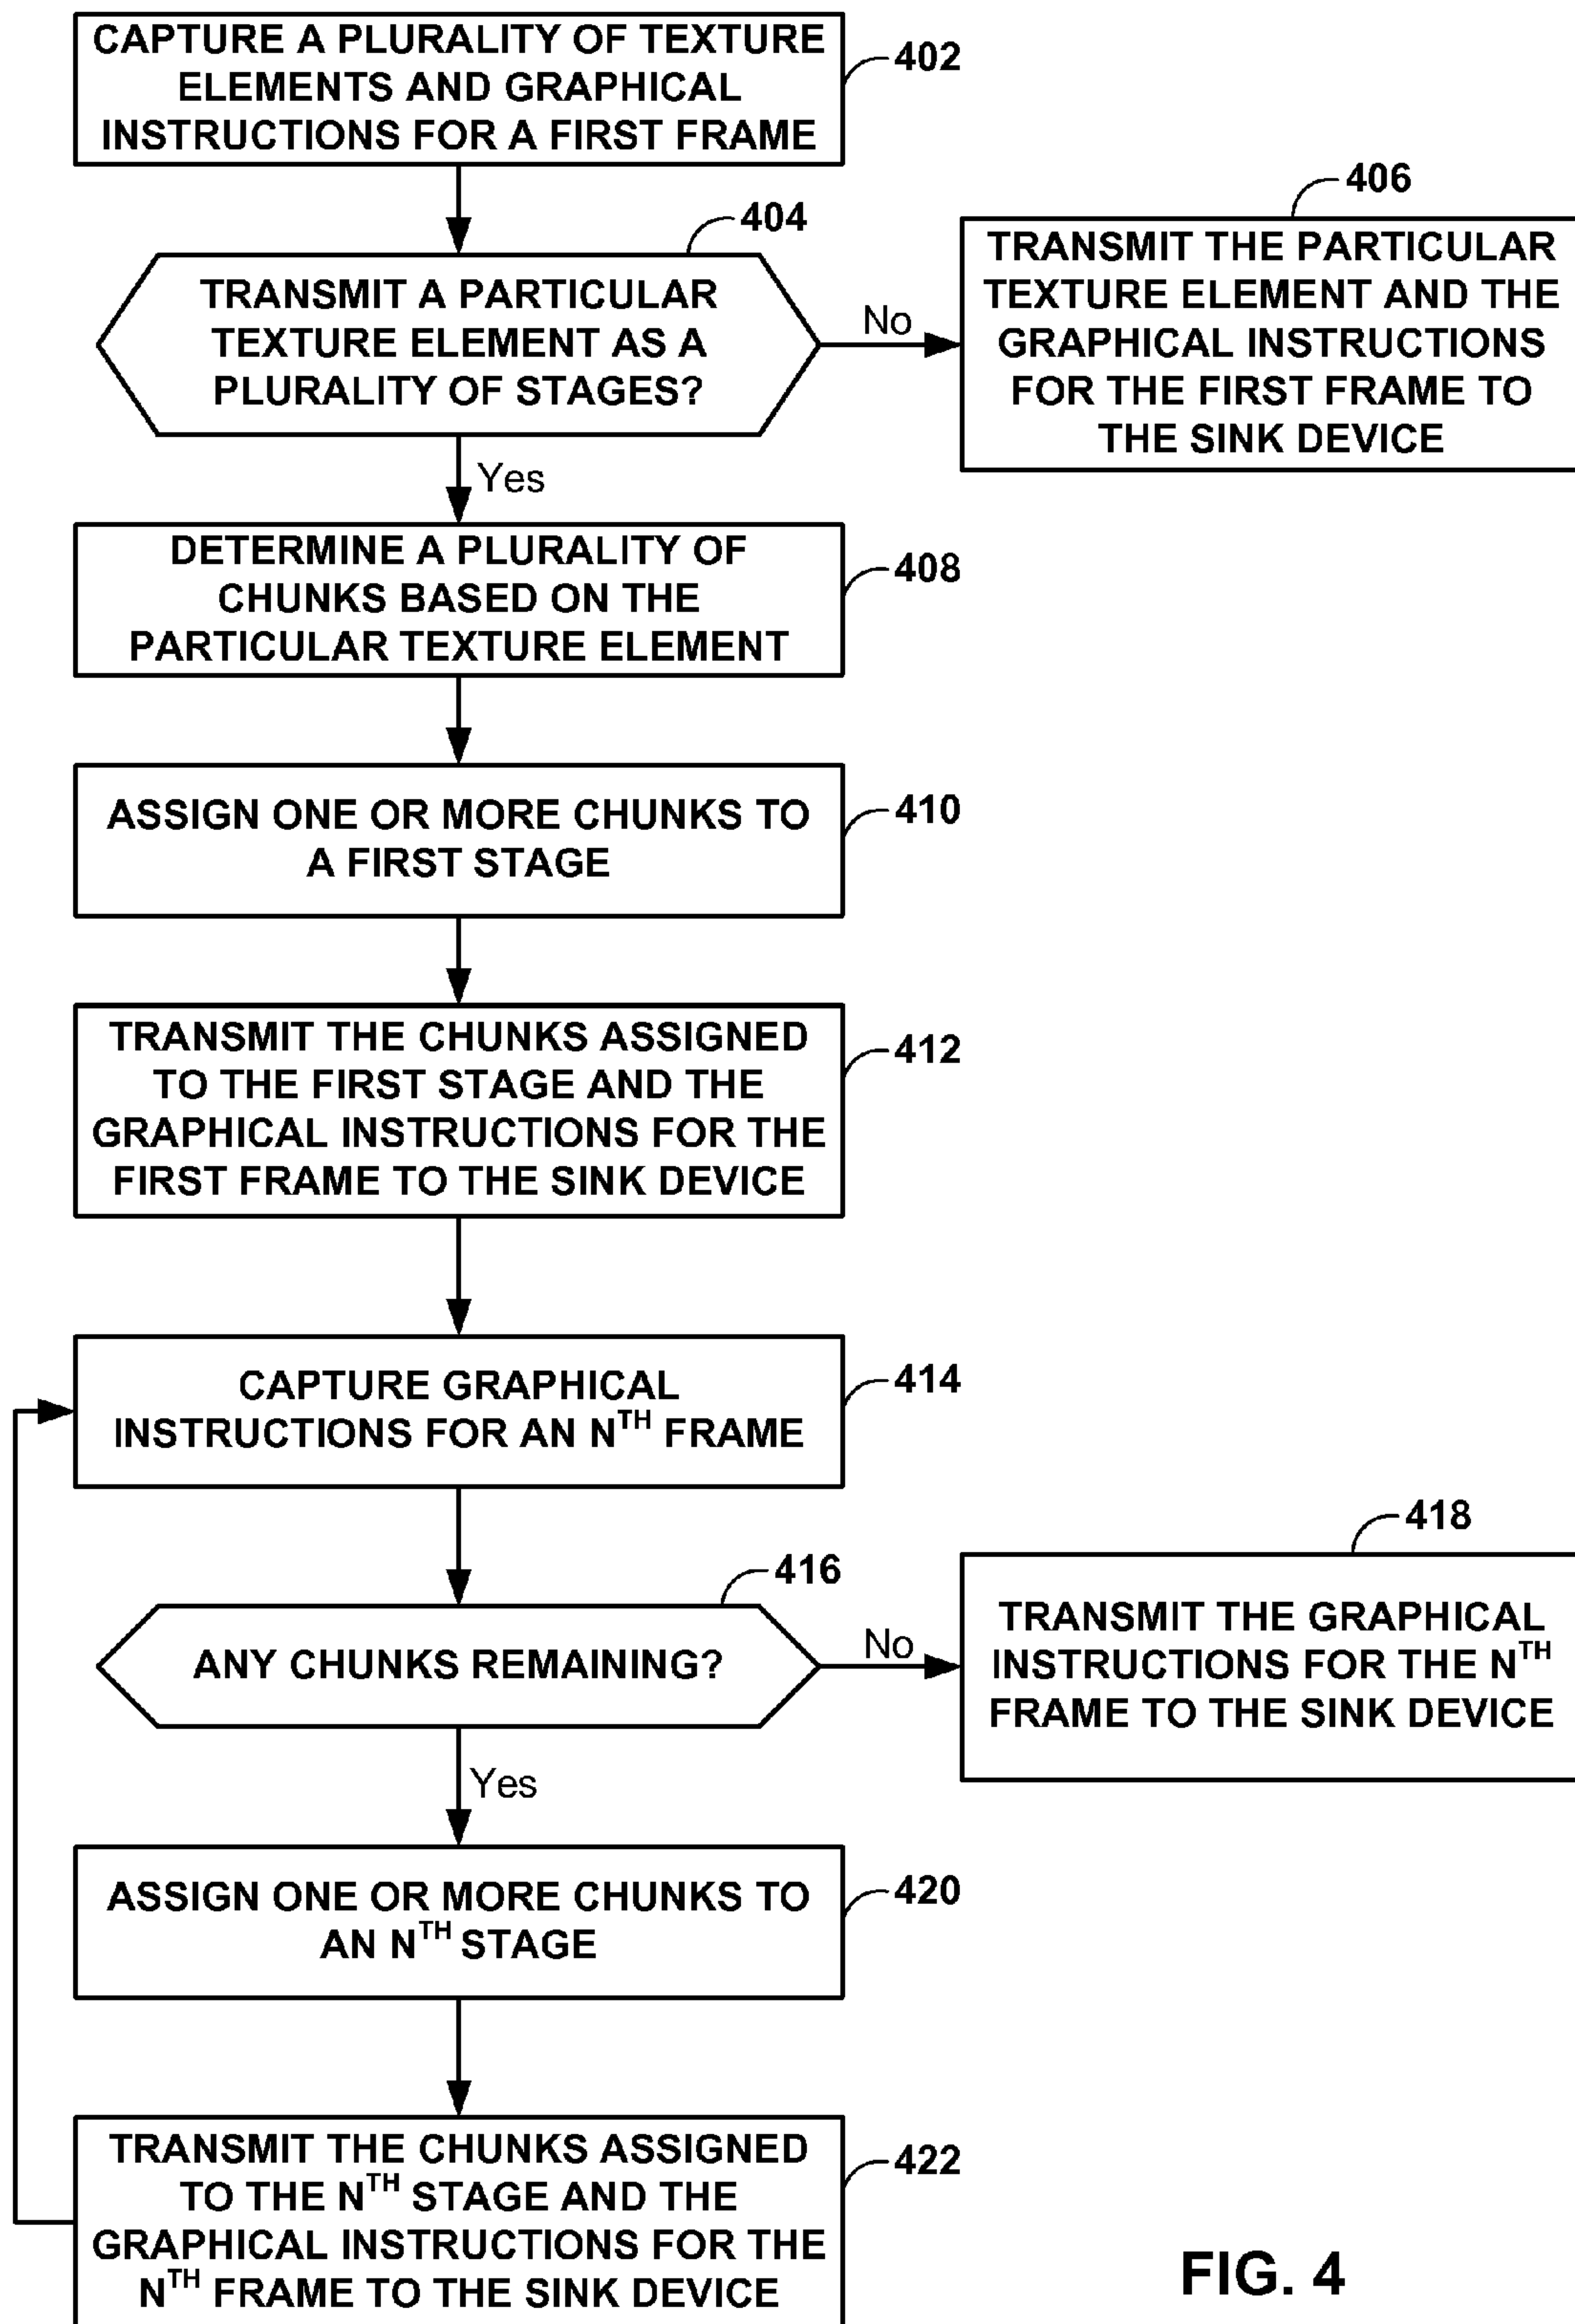 CAPTURE A PLURALITY OF TEXTURE
ELEMENTS AND GRAPHICAL
INSTRUCTIONS FOR A FIRST FRAME
402
404
TRANSMIT A PARTICULAR
TEXTURE ELEMENT AS A
PLURALITY OF STAGES?
No
406
TRANSMIT THE PARTICULAR
TEXTURE ELEMENT AND THE
GRAPHICAL INSTRUCTIONS
FOR THE FIRST FRAME TO
THE SINK DEVICE
Yes
DETERMINE A PLURALITY OF
CHUNKS BASED ON THE
PARTICULAR TEXTURE ELEMENT
408
ASSIGN ONE OR MORE CHUNKS TO
A FIRST STAGE
410
TRANSMIT THE CHUNKS ASSIGNED
TO THE FIRST STAGE AND THE
GRAPHICAL INSTRUCTIONS FOR THE
FIRST FRAME TO THE SINK DEVICE
412
CAPTURE GRAPHICAL
INSTRUCTIONS FOR AN NTH FRAME
414
416
ANY CHUNKS REMAINING?
No
418
TRANSMIT THE GRAPHICAL
INSTRUCTIONS FOR THE NTH
FRAME TO THE SINK DEVICE
Yes
ASSIGN ONE OR MORE CHUNKS TO
AN NTH STAGE
420
TRANSMIT THE CHUNKS ASSIGNED
TO THE NTH STAGE AND THE
GRAPHICAL INSTRUCTIONS FOR THE
NTH FRAME TO THE SINK DEVICE
422
FIG. 4